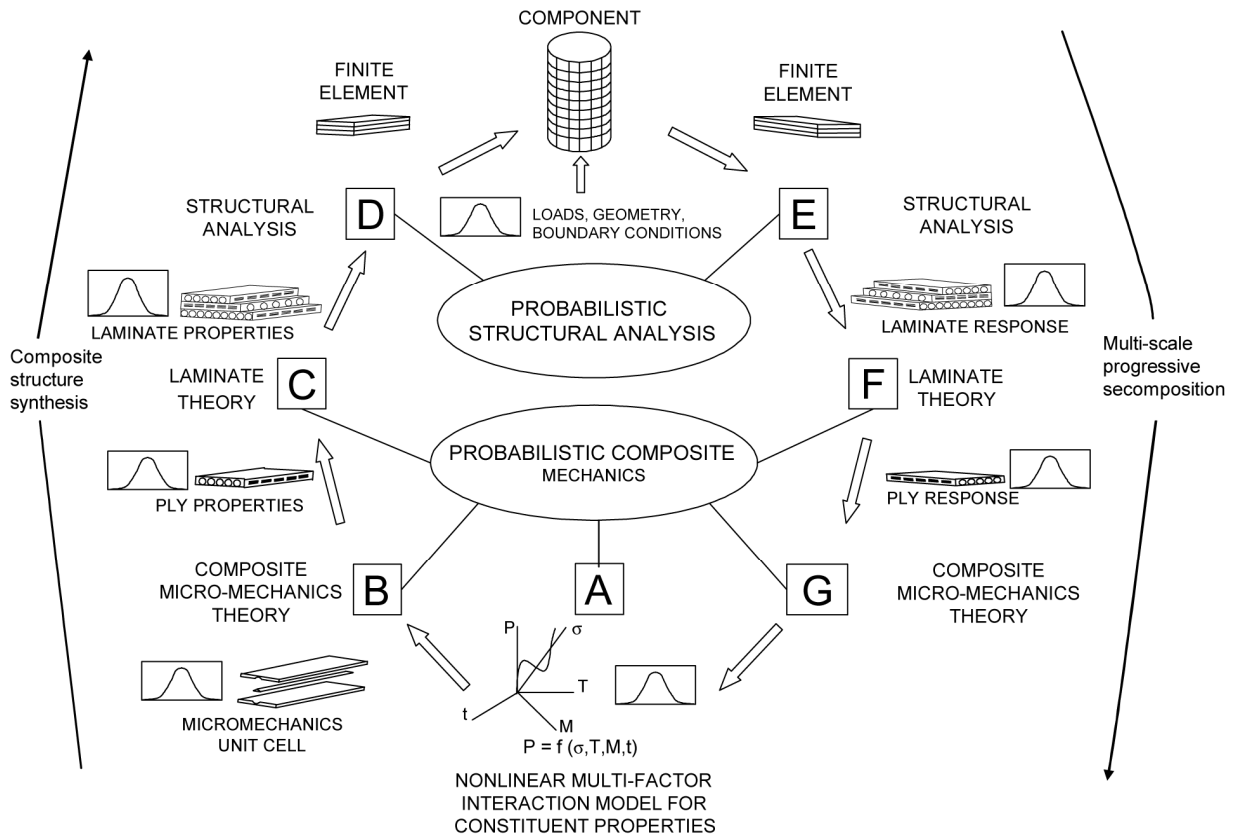 COMPONENT
FINITE
ELEMENT
FINITE
ELEMENT
STRUCTURAL
ANALYSIS
D
LOADS, GEOMETRY,
BOUNDARY CONDITIONS
E
STRUCTURAL
ANALYSIS
LAMINATE PROPERTIES
PROBABILISTIC
STRUCTURAL ANALYSIS
LAMINATE RESPONSE
Composite
structure
synthesis
LAMINATE
THEORY
C
F
LAMINATE
THEORY
Multi-scale
progressive
secomposition
PROBABILISTIC COMPOSITE
MECHANICS
PLY PROPERTIES
PLY RESPONSE
COMPOSITE
MICRO-MECHANICS
THEORY
B
A
G
COMPOSITE
MICRO-MECHANICS
THEORY
P
σ
T
t
M
P = f (σ,T,M,t)
MICROMECHANICS
UNIT CELL
NONLINEAR MULTI-FACTOR
INTERACTION MODEL FOR
CONSTITUENT PROPERTIES